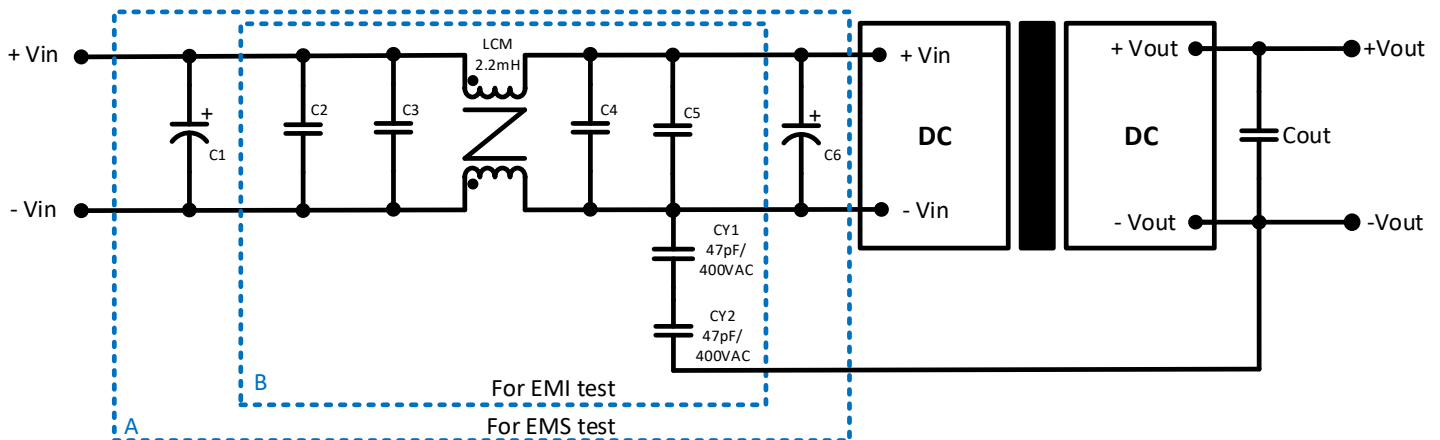 LCM
2.2mH
+ Vin
C1
+
C2
C3
C4
C5
+
C6
+ Vin
DC
- Vin
+ Vout
DC
- Vout
Cout
+Vout
-Vout
- Vin
CY1
47pF/
400VAC
CY2
47pF/
400VAC
B
For EMI test
A
For EMS test